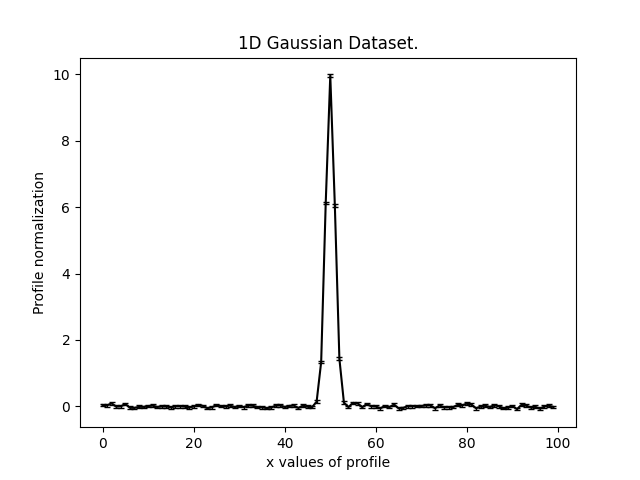 1D Gaussian Dataset.
Profile normalization
10
8
6
4
2
0
0 20 40 60 80 100
x values of profile